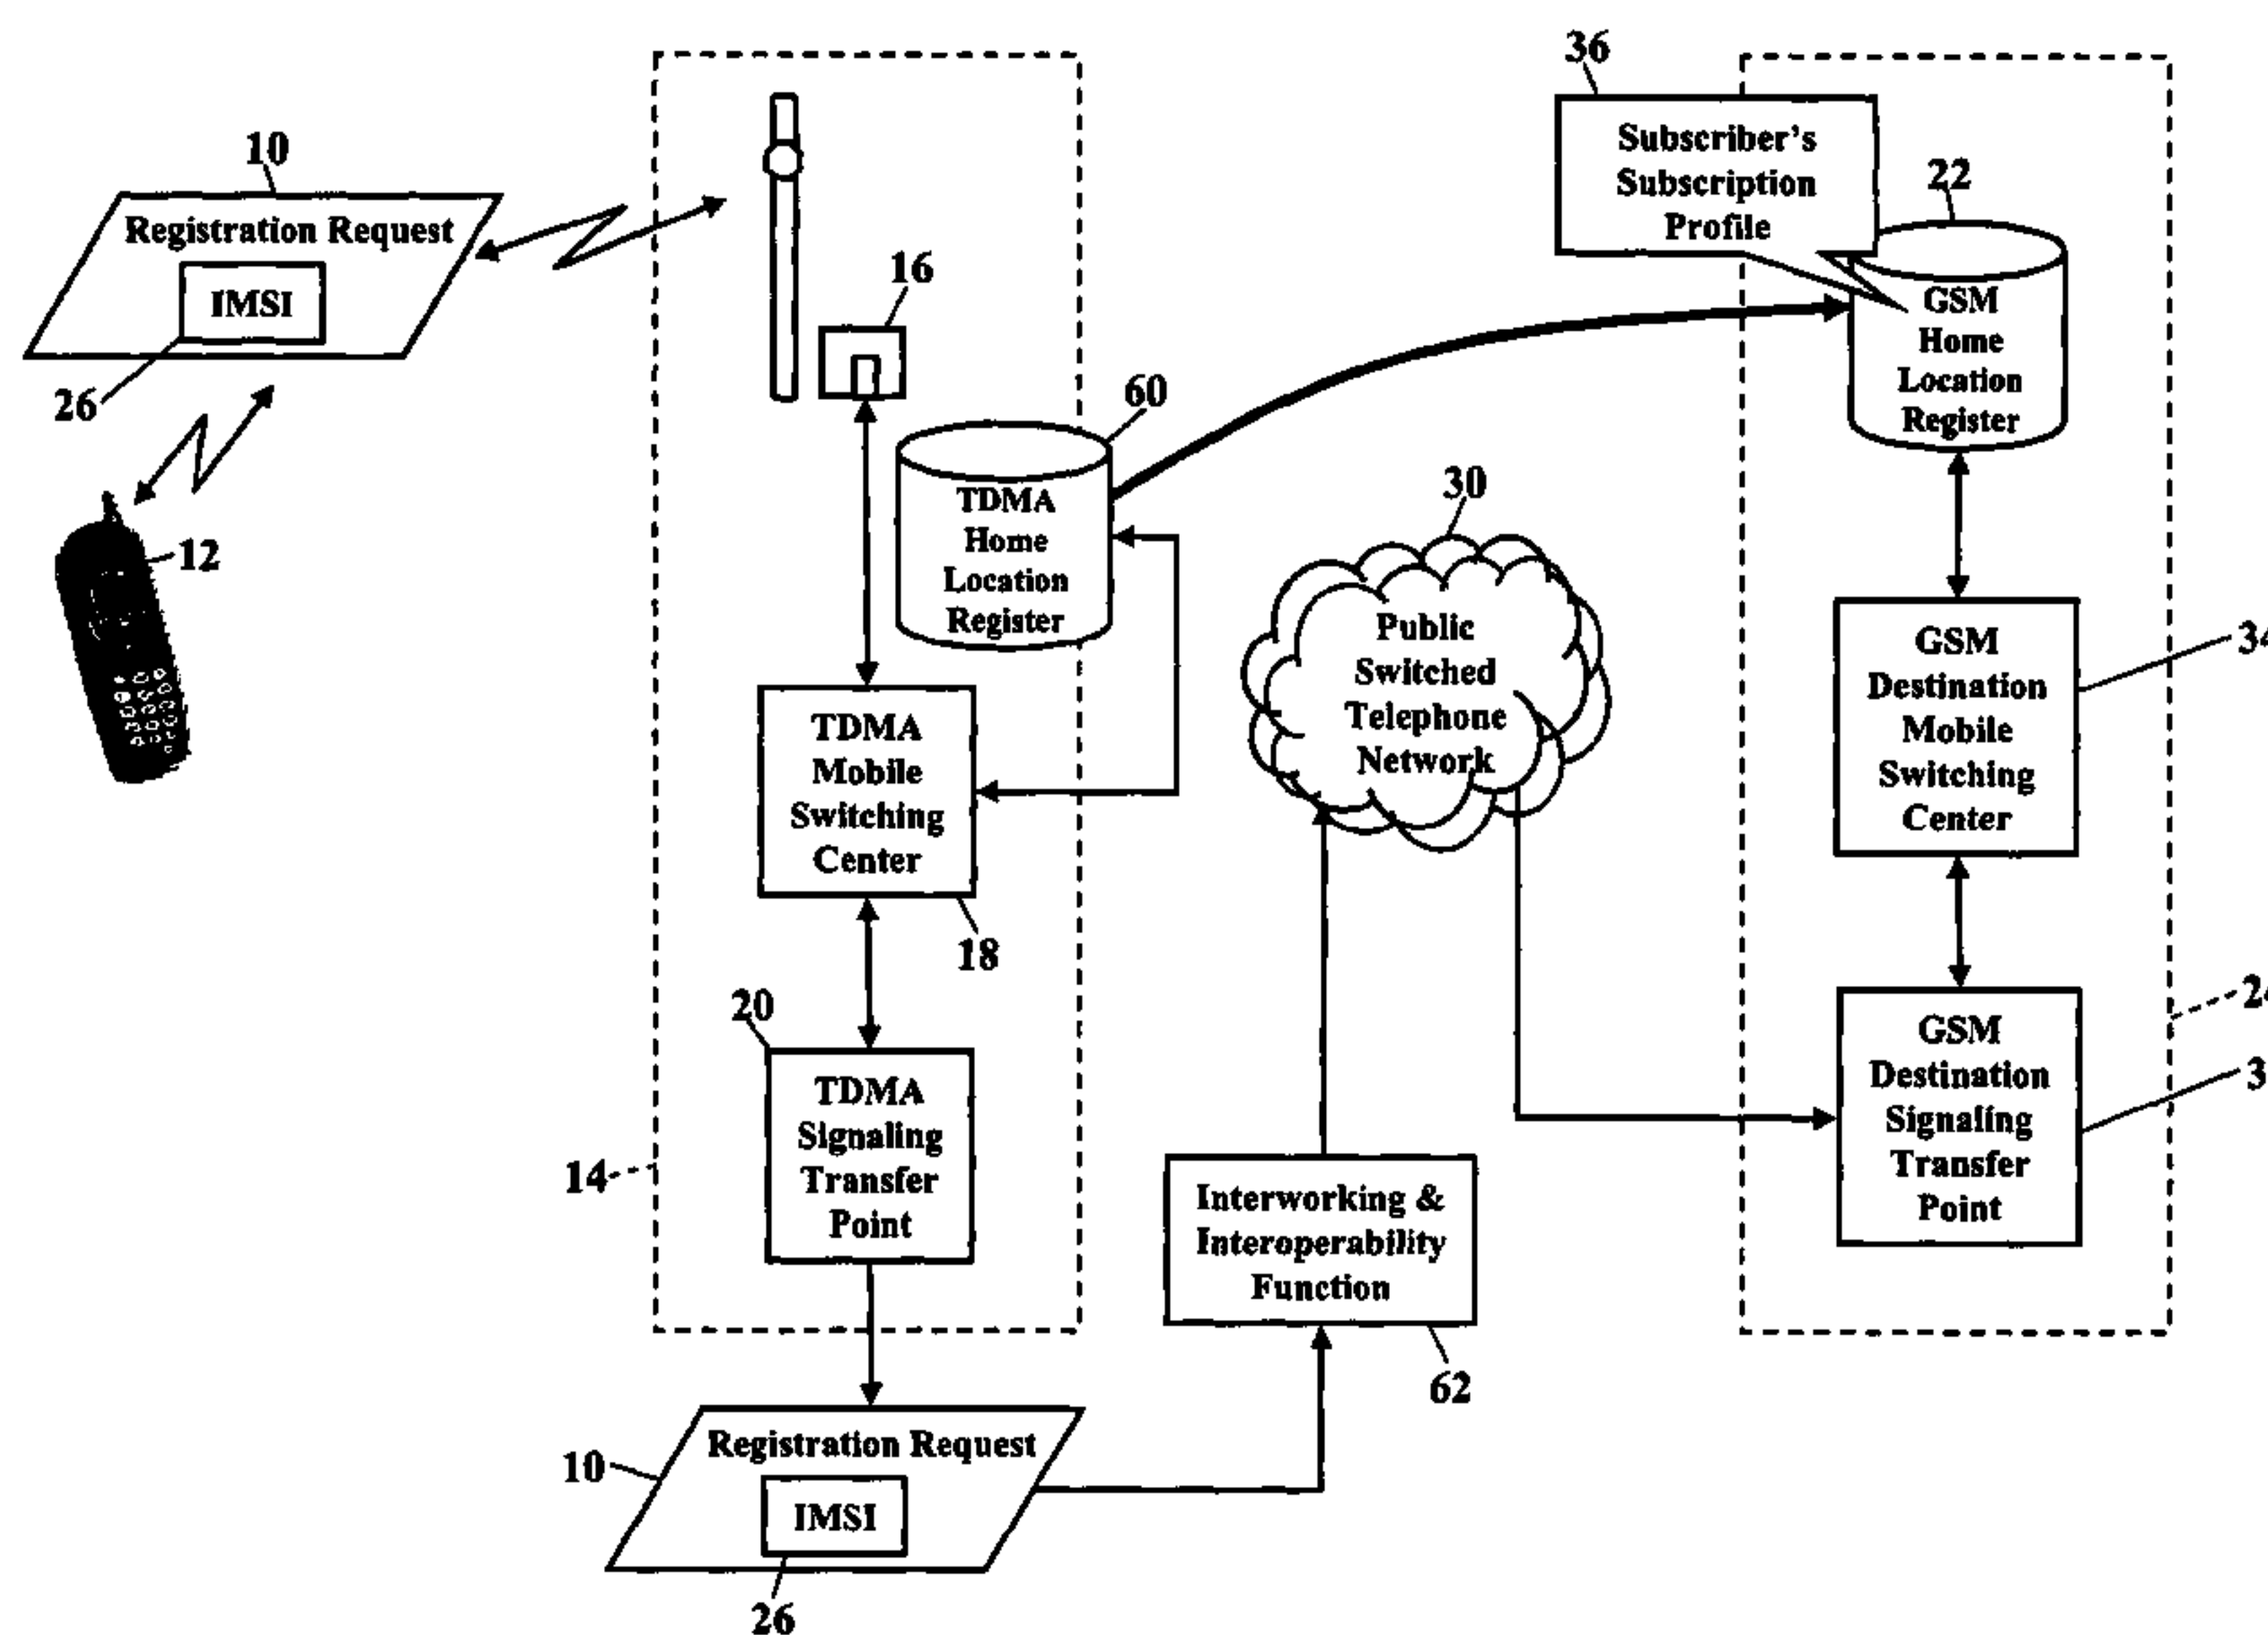 10
Registration Request
IMSI
26
12
16
60
TDMA
Home
Location
Register
TDMA
Mobile
Switching
Center
18
20
TDMA
Signaling
Transfer
Point
14
10
Registration Request
IMSI
26
30
Public
Switched
Telephone
Network
Interworking &
Interoperability
Function
62
36
Subscriber's
Subscription
Profile
22
GSM
Home
Location
Register
GSM
Destination
Mobile
Switching
Center
34
GSM
Destination
Signaling
Transfer
Point